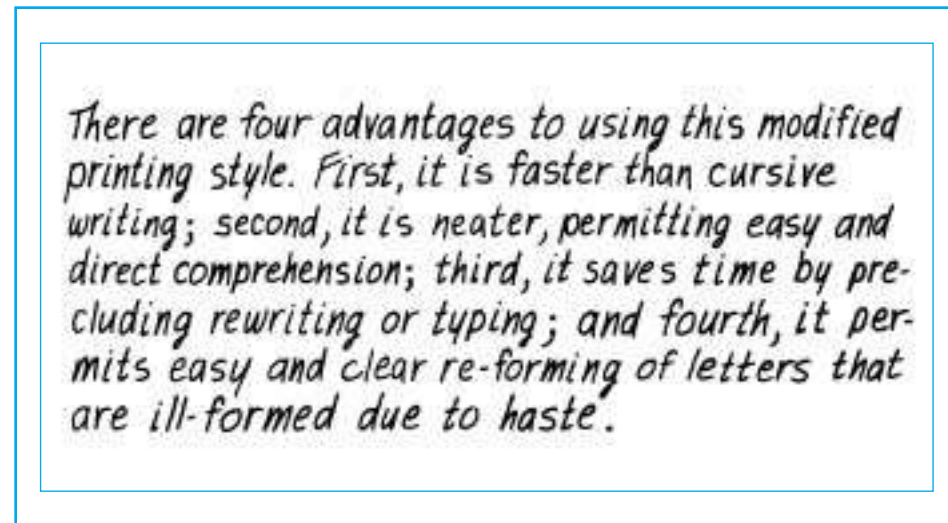 There are four advantages to using this modified
printing style. First, it is faster than cursive
writing; second, it is neater, permitting easy and
direct comprehension; third, it saves time by pre-
cluding rewriting or typing; and fourth, it per-
mits easy and clear re-forming of letters that
are ill-formed due to haste.